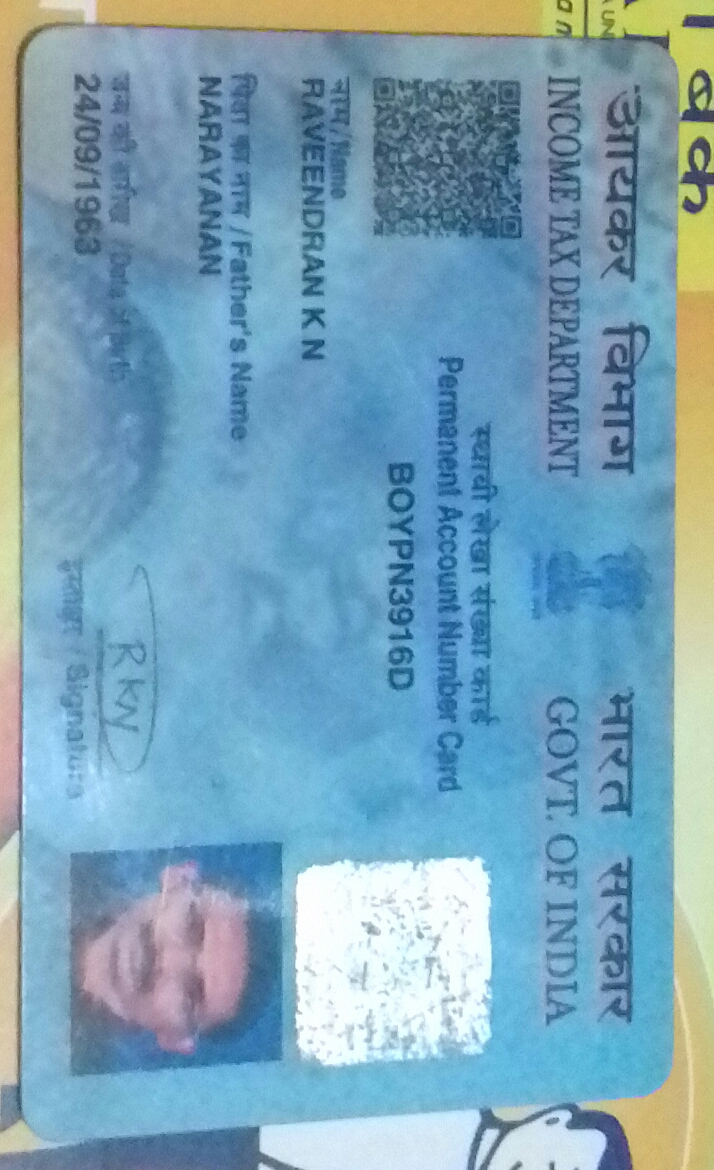 आयकर विभाग
INCOME TAX DEPARTMENT
भारत सरकार
GOVT. OF INDIA
स्थायी लेखा संख्या कार्ड
Permanent Account Number Card
BOYPN3916D
नाम / Name
RAVEENDRAN K N
पिता का नाम / Father's Name
NARAYANAN
जन्म की तारीख / Date of Birth
24/09/1963
RKN
हस्ताक्षर / Signature